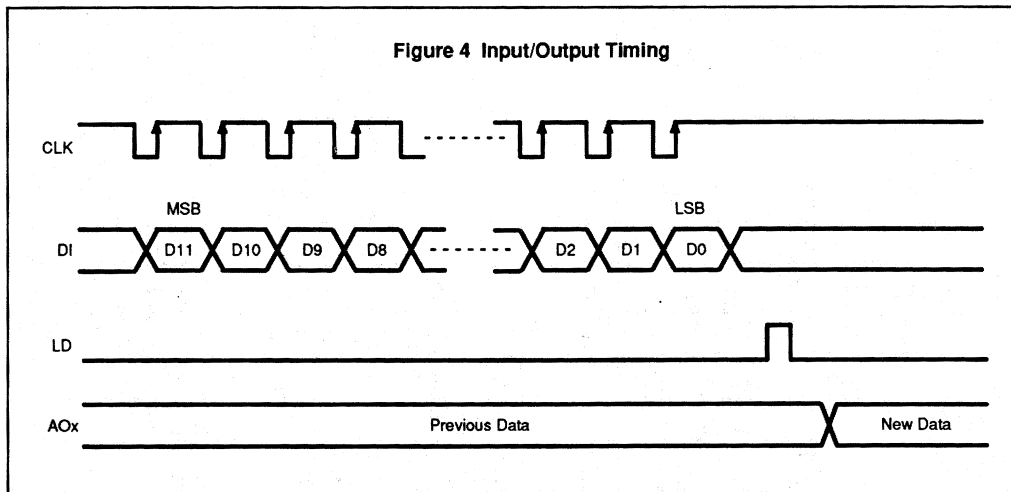 Figure 4 Input/Output Timing
CLK
MSB
LSB
DI
D11 D10 D9 D8 D2 D1 D0
LD
AOx
Previous Data
New Data